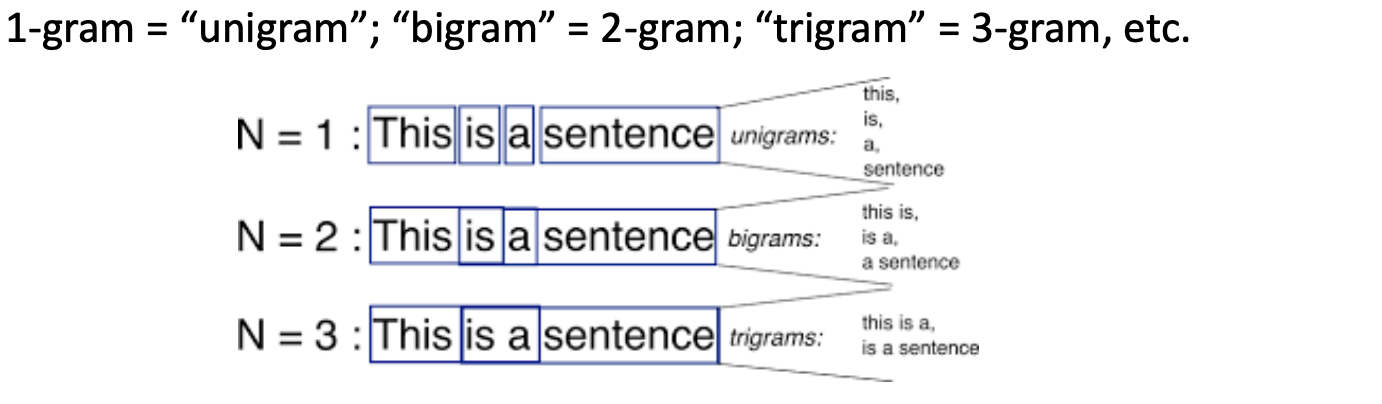 1-gram = “unigram”; “bigram” = 2-gram; “trigram” = 3-gram, etc.
N = 1 : This is a sentence unigrams:
this,
is,
a,
sentence
N = 2 : This is a sentence bigrams:
this is,
is a,
a sentence
N = 3 : This is a sentence trigrams:
this is a,
is a sentence